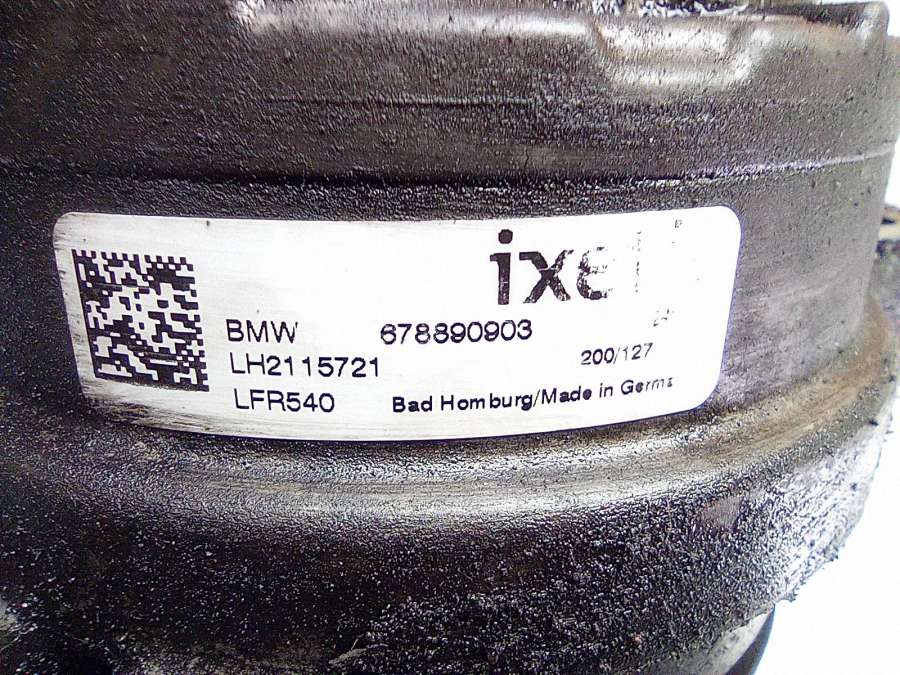 ixe
BMW 678890903
LH2115721 200/127
LFR540 Bad Homburg/Made in Germa